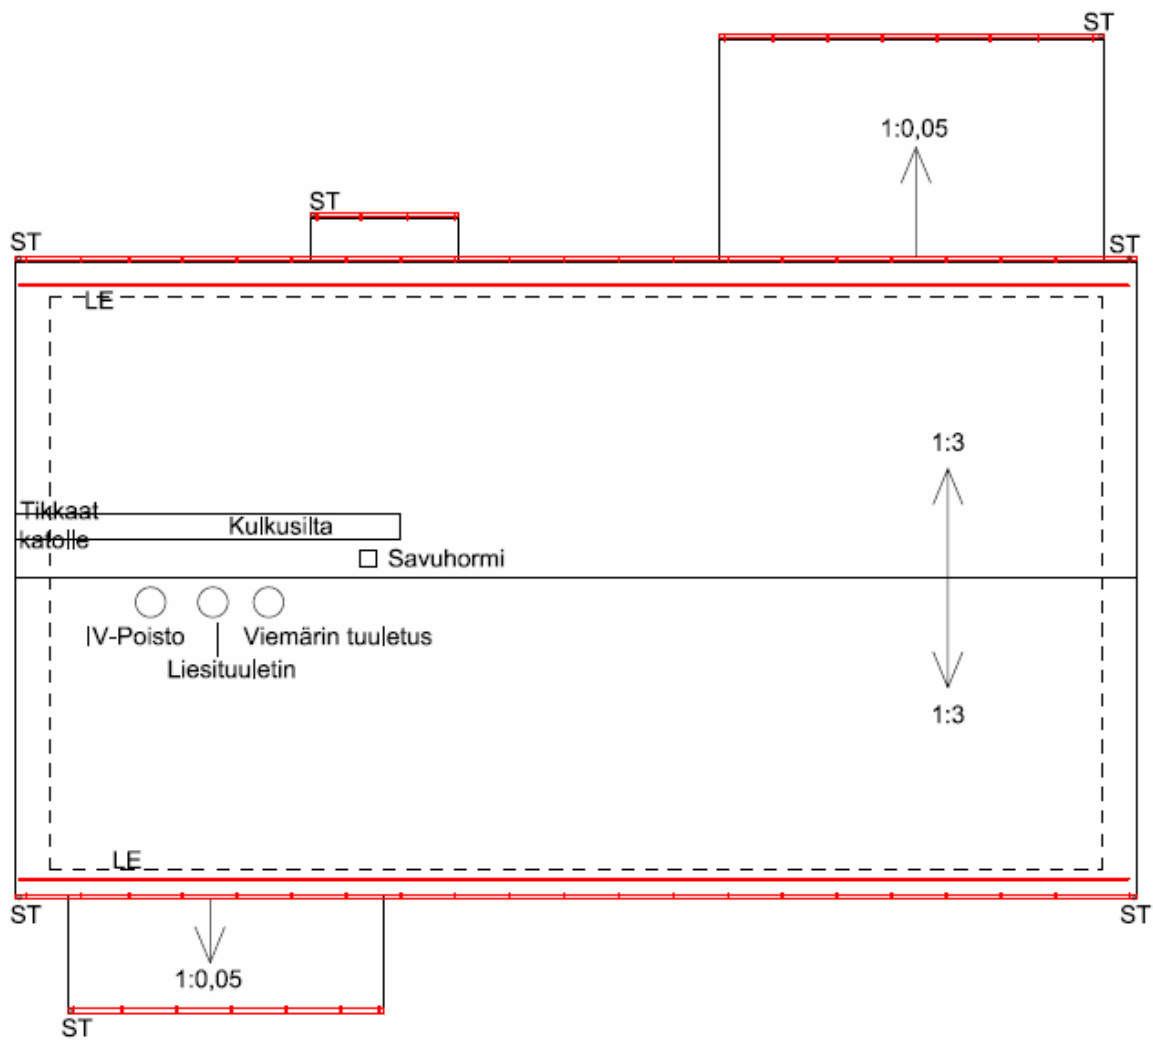 ST
1:0,05
ST
ST
ST
LE
1:3
Tikkaat
katolle
Kulkusilta
Savuhormi
IV-Poisto
Viemärin tuuletus
Liesituuletin
1:3
LE
ST
ST
1:0,05
ST